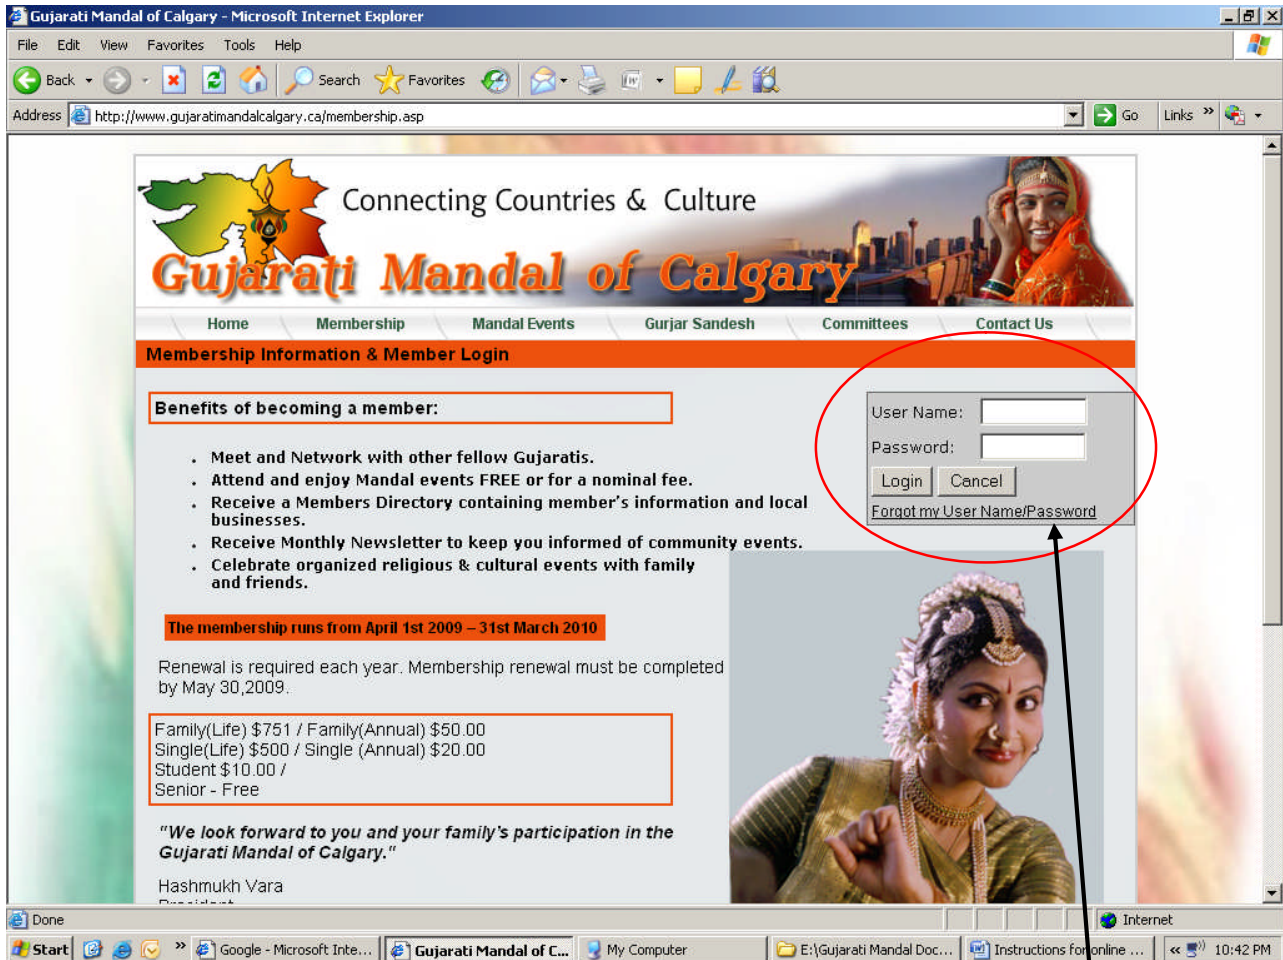 Gujarati Mandal of Calgary - Microsoft Internet Explorer
File Edit View Favorites Tools Help
Back Search Favorites
Address http://www.gujaratimandalcalgary.ca/membership.asp Go Links »
Connecting Countries & Culture
Gujarati Mandal of Calgary
Home Membership Mandal Events Gurjar Sandesh Committees Contact Us
Membership Information & Member Login
Benefits of becoming a member:
. Meet and Network with other fellow Gujaratis.
. Attend and enjoy Mandal events FREE or for a nominal fee.
. Receive a Members Directory containing member's information and local
businesses.
. Receive Monthly Newsletter to keep you informed of community events.
. Celebrate organized religious & cultural events with family
and friends.
User Name:
Password:
Login Cancel
Forgot my User Name/Password
The membership runs from April 1st 2009 – 31st March 2010
Renewal is required each year. Membership renewal must be completed
by May 30,2009.
Family(Life) $751 / Family(Annual) $50.00
Single(Life) $500 / Single (Annual) $20.00
Student $10.00 /
Senior - Free
"We look forward to you and your family's participation in the
Gujarati Mandal of Calgary."
Hashmukh Vara
Done Internet
Start » Google - Microsoft Inte... Gujarati Mandal of C... My Computer E:\Gujarati Mandal Doc... Instructions for online ... « 10:42 PM